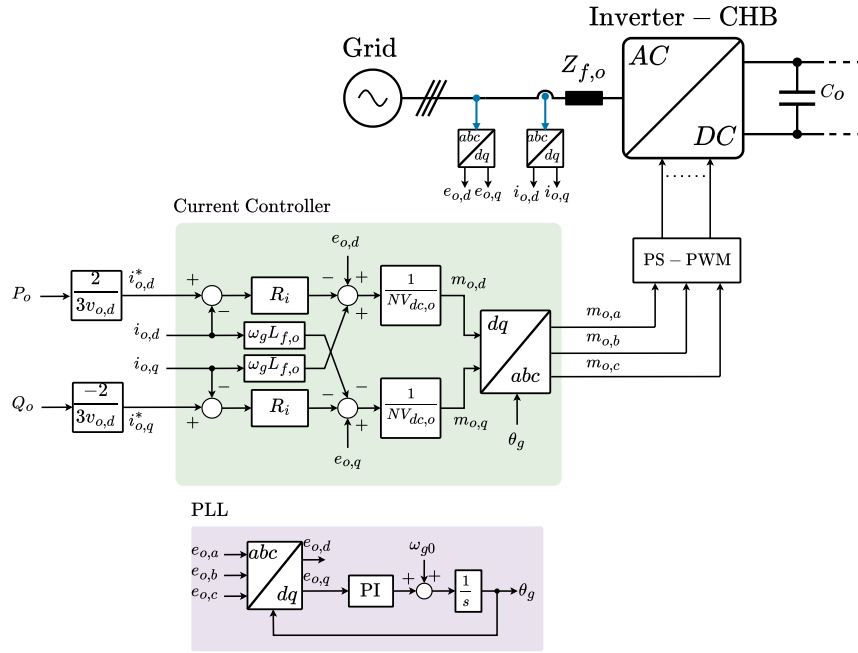 Inverter – CHB
Grid
Z_{f,o}
AC
DC
C_o
abc
dq
abc
dq
e_{o,d} e_{o,q}
i_{o,d} i_{o,q}
Current Controller
e_{o,d}
PS – PWM
P_o
2
3v_{o,d}
i^*_{o,d}
+
−
R_i
−
+
+
1
NV_{dc,o}
m_{o,d}
i_{o,d}
ω_g L_{f,o}
i_{o,q}
ω_g L_{f,o}
dq
abc
m_{o,a}
m_{o,b}
m_{o,c}
Q_o
−2
3v_{o,d}
i^*_{o,q}
−
+
R_i
−
−
+
1
NV_{dc,o}
m_{o,q}
θ_g
e_{o,q}
PLL
e_{o,a}
e_{o,b}
e_{o,c}
abc
dq
e_{o,d}
e_{o,q}
PI
ω_{g0}
+
+
1
s
θ_g